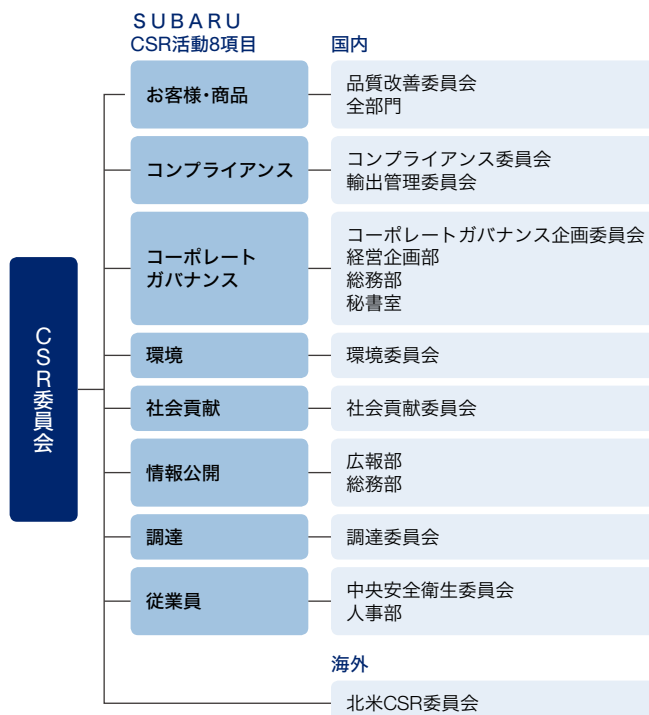 SUBARU
CSR活動8項目
国内
CSR委員会
お客様・商品
品質改善委員会
全部門
コンプライアンス
コンプライアンス委員会
輸出管理委員会
コーポレート
ガバナンス
コーポレートガバナンス企画委員会
経営企画部
総務部
秘書室
環境
環境委員会
社会貢献
社会貢献委員会
情報公開
広報部
総務部
調達
調達委員会
従業員
中央安全衛生委員会
人事部
海外
北米CSR委員会